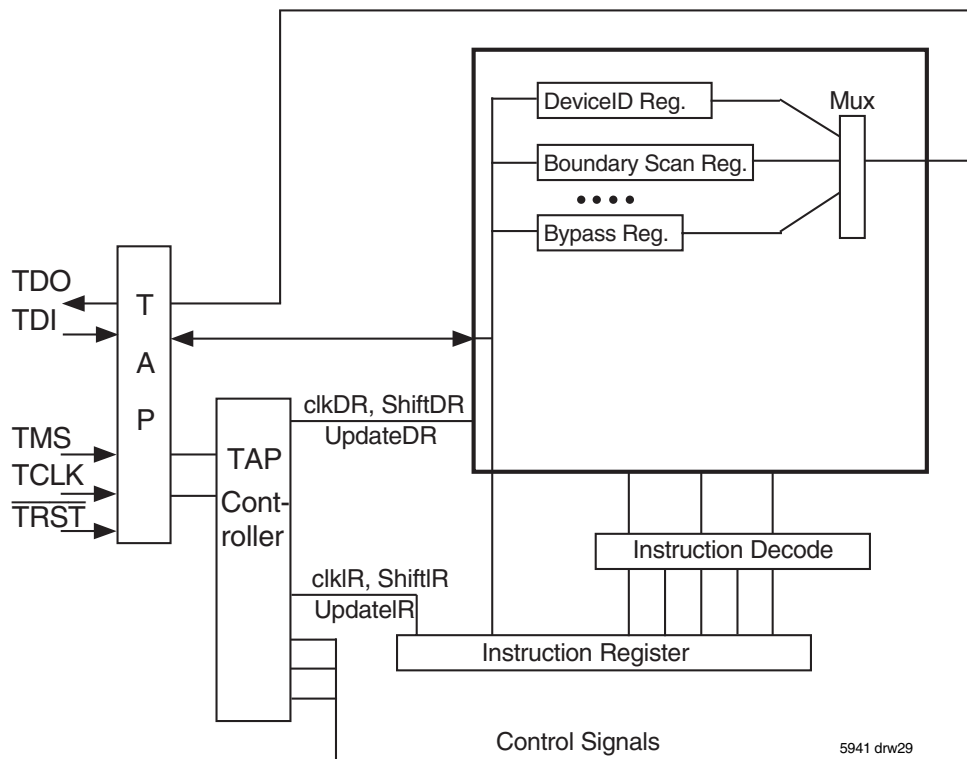 DeviceID Reg.
Mux
Boundary Scan Reg.
Bypass Reg.
TDO
TDI
T
A
P
TMS
TCLK
TRST
clkDR, ShiftDR
UpdateDR
TAP
Cont-
roller
Instruction Decode
clkIR, ShiftIR
UpdateIR
Instruction Register
Control Signals
5941 drw29